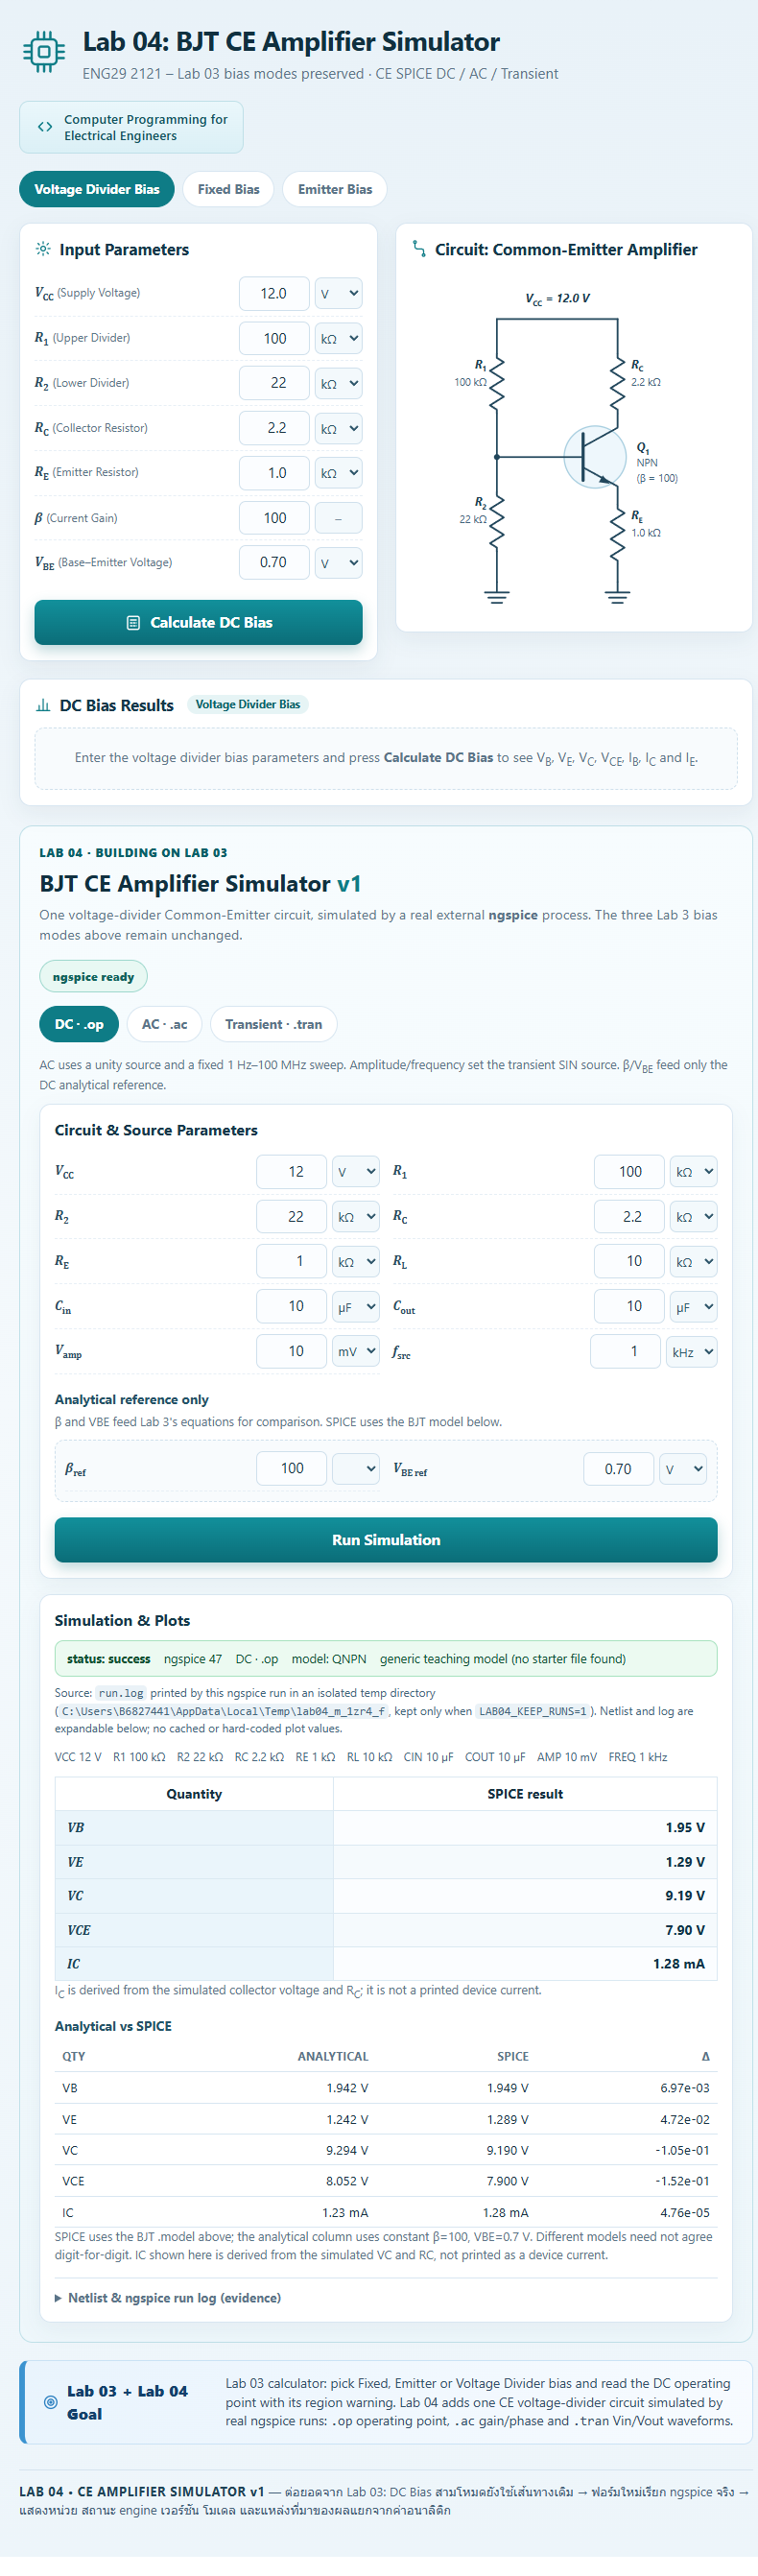 Lab 04: BJT CE Amplifier Simulator
ENG29 2121 – Lab 03 bias modes preserved · CE SPICE DC / AC / Transient
Computer Programming for
Electrical Engineers
Voltage Divider Bias Fixed Bias Emitter Bias
Input Parameters
VCC (Supply Voltage) 12.0 V
R1 (Upper Divider) 100 kΩ
R2 (Lower Divider) 22 kΩ
RC (Collector Resistor) 2.2 kΩ
RE (Emitter Resistor) 1.0 kΩ
β (Current Gain) 100 –
VBE (Base–Emitter Voltage) 0.70 V
Calculate DC Bias
Circuit: Common-Emitter Amplifier
VCC = 12.0 V
R1
100 kΩ
RC
2.2 kΩ
Q1
NPN
(β = 100)
R2
22 kΩ
RE
1.0 kΩ
DC Bias Results Voltage Divider Bias
Enter the voltage divider bias parameters and press Calculate DC Bias to see VB, VE, VC, VCE, IB, IC and IE.
LAB 04 · BUILDING ON LAB 03
BJT CE Amplifier Simulator v1
One voltage-divider Common-Emitter circuit, simulated by a real external ngspice process. The three Lab 3 bias
modes above remain unchanged.
ngspice ready
DC · .op AC · .ac Transient · .tran
AC uses a unity source and a fixed 1 Hz–100 MHz sweep. Amplitude/frequency set the transient SIN source. β/VBE feed only the
DC analytical reference.
Circuit & Source Parameters
VCC 12 V R1 100 kΩ
R2 22 kΩ RC 2.2 kΩ
RE 1 kΩ RL 10 kΩ
Cin 10 µF Cout 10 µF
Vamp 10 mV fsrc 1 kHz
Analytical reference only
β and VBE feed Lab 3's equations for comparison. SPICE uses the BJT model below.
βref 100 VBE ref 0.70 V
Run Simulation
Simulation & Plots
status: success ngspice 47 DC · .op model: QNPN generic teaching model (no starter file found)
Source: run.log printed by this ngspice run in an isolated temp directory
(C:\Users\B6827441\AppData\Local\Temp\lab04_m_1zr4_f, kept only when LAB04_KEEP_RUNS=1). Netlist and log are
expandable below; no cached or hard-coded plot values.
VCC 12 V R1 100 kΩ R2 22 kΩ RC 2.2 kΩ RE 1 kΩ RL 10 kΩ CIN 10 µF COUT 10 µF AMP 10 mV FREQ 1 kHz
Quantity SPICE result
VB 1.95 V
VE 1.29 V
VC 9.19 V
VCE 7.90 V
IC 1.28 mA
IC is derived from the simulated collector voltage and RC; it is not a printed device current.
Analytical vs SPICE
QTY ANALYTICAL SPICE Δ
VB 1.942 V 1.949 V 6.97e-03
VE 1.242 V 1.289 V 4.72e-02
VC 9.294 V 9.190 V -1.05e-01
VCE 8.052 V 7.900 V -1.52e-01
IC 1.23 mA 1.28 mA 4.76e-05
SPICE uses the BJT .model above; the analytical column uses constant β=100, VBE=0.7 V. Different models need not agree
digit-for-digit. IC shown here is derived from the simulated VC and RC, not printed as a device current.
▶ Netlist & ngspice run log (evidence)
Lab 03 + Lab 04
Goal
Lab 03 calculator: pick Fixed, Emitter or Voltage Divider bias and read the DC operating
point with its region warning. Lab 04 adds one CE voltage-divider circuit simulated by
real ngspice runs: .op operating point, .ac gain/phase and .tran Vin/Vout waveforms.
LAB 04 • CE AMPLIFIER SIMULATOR v1 — ต่อยอดจาก Lab 03: DC Bias สามโหมดยังใช้เส้นทางเดิม → ฟอร์มใหม่เรียก ngspice จริง →
แสดงหน่วย สถานะ engine เวอร์ชัน โมเดล และแหล่งที่มาของผลแยกจากค่าอนาลิติก